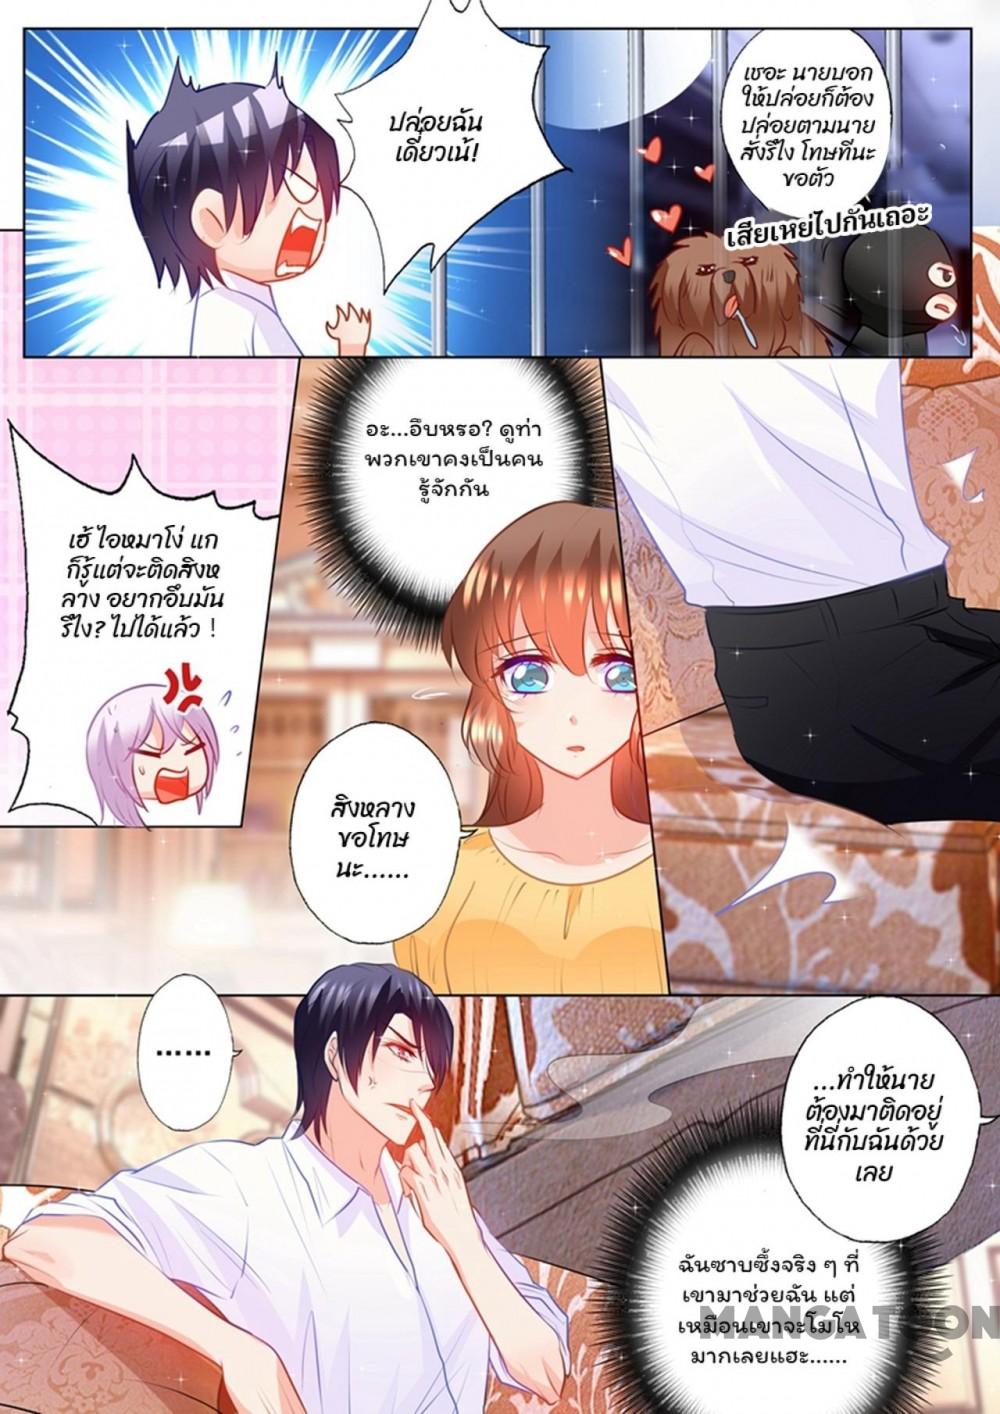 ปล่อยฉัน
เดี๋ยวเน้!
เชอะ นายบอก
ให้ปล่อยก็ต้อง
ปล่อยตามนาย
สั่งรึไง โทษทีนะ
ขอตัว
เสียเหย่ไปกันเถอะ
อะ...อึบหรอ? ดูท่า
พวกเขาคงเป็นคน
รู้จักกัน
เฮ้ ไอหมาโง่ แก
ก็รู้แต่จะติดสิงห
ลาง อยากอึบมัน
รึไง? ไปได้แล้ว !
สิงหลาง
ขอโทษ
นะ......
......
...ทำให้นาย
ต้องมาติดอยู่
ที่นี่กับฉันด้วย
เลย
ฉันซาบซึ้งจริง ๆ ที่
เขามาช่วยฉัน แต่
เหมือนเขาจะโมโห
มากเลยแฮะ......
MANGATOON